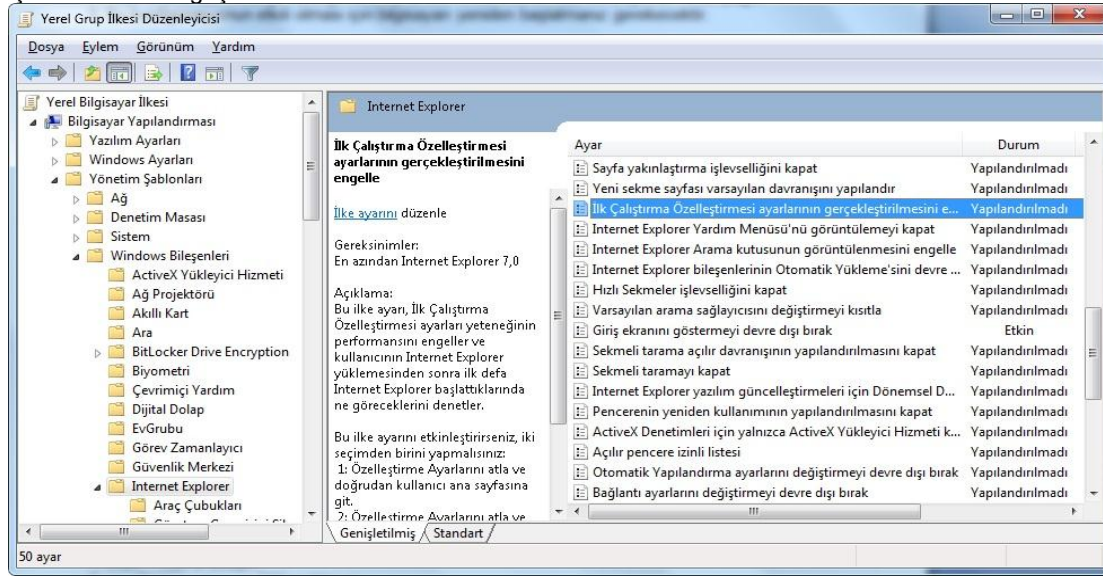 Yerel Grup İlkesi Düzenleyicisi
Dosya Eylem Görünüm Yardım
Yerel Bilgisayar İlkesi
Bilgisayar Yapılandırması
Yazılım Ayarları
Windows Ayarları
Yönetim Şablonları
Ağ
Denetim Masası
Sistem
Windows Bileşenleri
ActiveX Yükleyici Hizmeti
Ağ Projektörü
Akıllı Kart
Ara
BitLocker Drive Encryption
Biyometri
Çevrimiçi Yardım
Dijital Dolap
EvGrubu
Görev Zamanlayıcı
Güvenlik Merkezi
Internet Explorer
Araç Çubukları
Internet Explorer
İlk Çalıştırma Özelleştirmesi
ayarlarının gerçekleştirilmesini
engelle
İlke ayarını düzenle
Gereksinimler:
En azından Internet Explorer 7,0
Açıklama:
Bu ilke ayarı, İlk Çalıştırma
Özelleştirmesi ayarları yeteneğinin
performansını engeller ve
kullanıcının Internet Explorer
yüklemesinden sonra ilk defa
Internet Explorer başlattıklarında
ne göreceklerini denetler.
Bu ilke ayarını etkinleştirirseniz, iki
seçimden birini yapmalısınız:
1: Özelleştirme Ayarlarını atla ve
doğrudan kullanıcı ana sayfasına
git.
2: Özelleştirme Ayarlarını atla ve
Ayar Durum
Sayfa yakınlaştırma işlevselliğini kapat Yapılandırılmadı
Yeni sekme sayfası varsayılan davranışını yapılandır Yapılandırılmadı
İlk Çalıştırma Özelleştirmesi ayarlarının gerçekleştirilmesini e... Yapılandırılmadı
Internet Explorer Yardım Menüsü'nü görüntülemeyi kapat Yapılandırılmadı
Internet Explorer Arama kutusunun görüntülenmesini engelle Yapılandırılmadı
Internet Explorer bileşenlerinin Otomatik Yükleme'sini devre ... Yapılandırılmadı
Hızlı Sekmeler işlevselliğini kapat Yapılandırılmadı
Varsayılan arama sağlayıcısını değiştirmeyi kısıtla Yapılandırılmadı
Giriş ekranını göstermeyi devre dışı bırak Etkin
Sekmeli tarama açılır davranışının yapılandırılmasını kapat Yapılandırılmadı
Sekmeli taramayı kapat Yapılandırılmadı
Internet Explorer yazılım güncelleştirmeleri için Dönemsel D... Yapılandırılmadı
Pencerenin yeniden kullanımının yapılandırılmasını kapat Yapılandırılmadı
ActiveX Denetimleri için yalnızca ActiveX Yükleyici Hizmeti k... Yapılandırılmadı
Açılır pencere izinli listesi Yapılandırılmadı
Otomatik Yapılandırma ayarlarını değiştirmeyi devre dışı bırak Yapılandırılmadı
Bağlantı ayarlarını değiştirmeyi devre dışı bırak Yapılandırılmadı
Genişletilmiş Standart
50 ayar